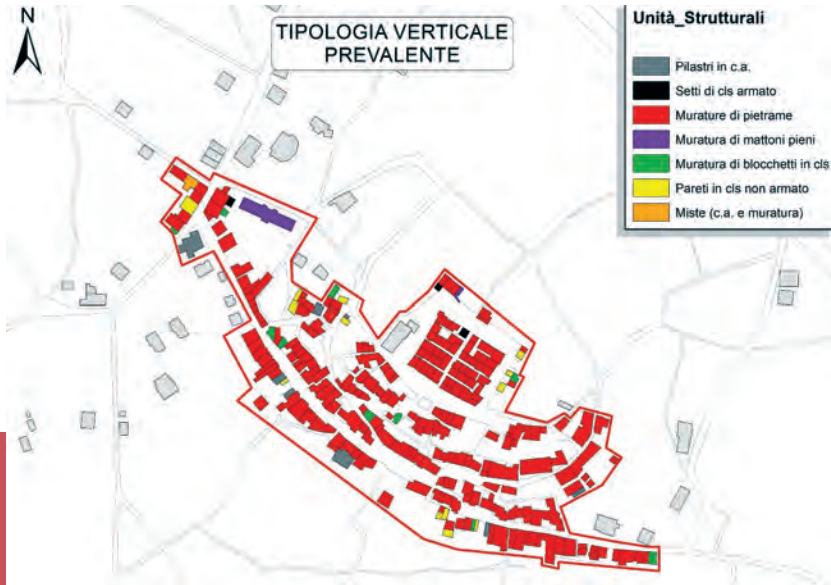 N
TIPOLOGIA VERTICALE
PREVALENTE
Unità_Strutturali
Pilastri in c.a.
Setti di cls armato
Murature di pietrame
Muratura di mattoni pieni
Muratura di blocchetti in cls
Pareti in cls non armato
Miste (c.a. e muratura)